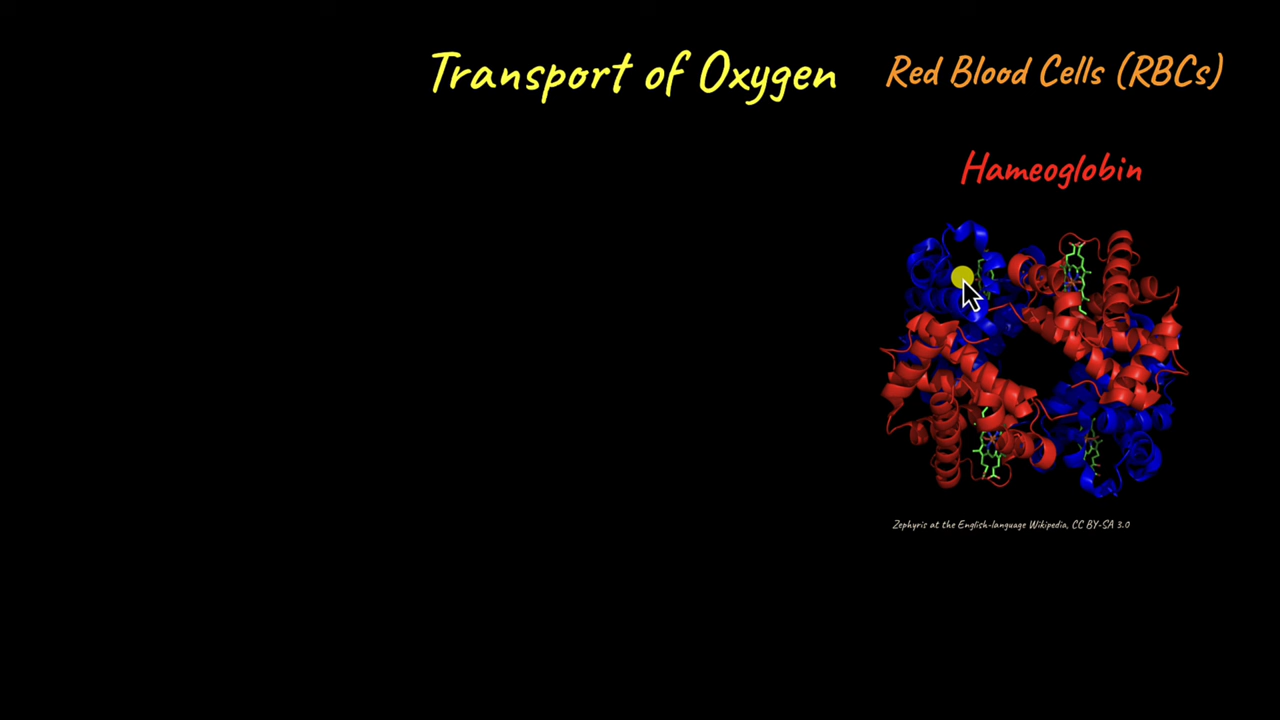 Transport of Oxygen
Red Blood Cells (RBCs)
Hameoglobin
Zephyris at the English-language Wikipedia, CC BY-SA 3.0